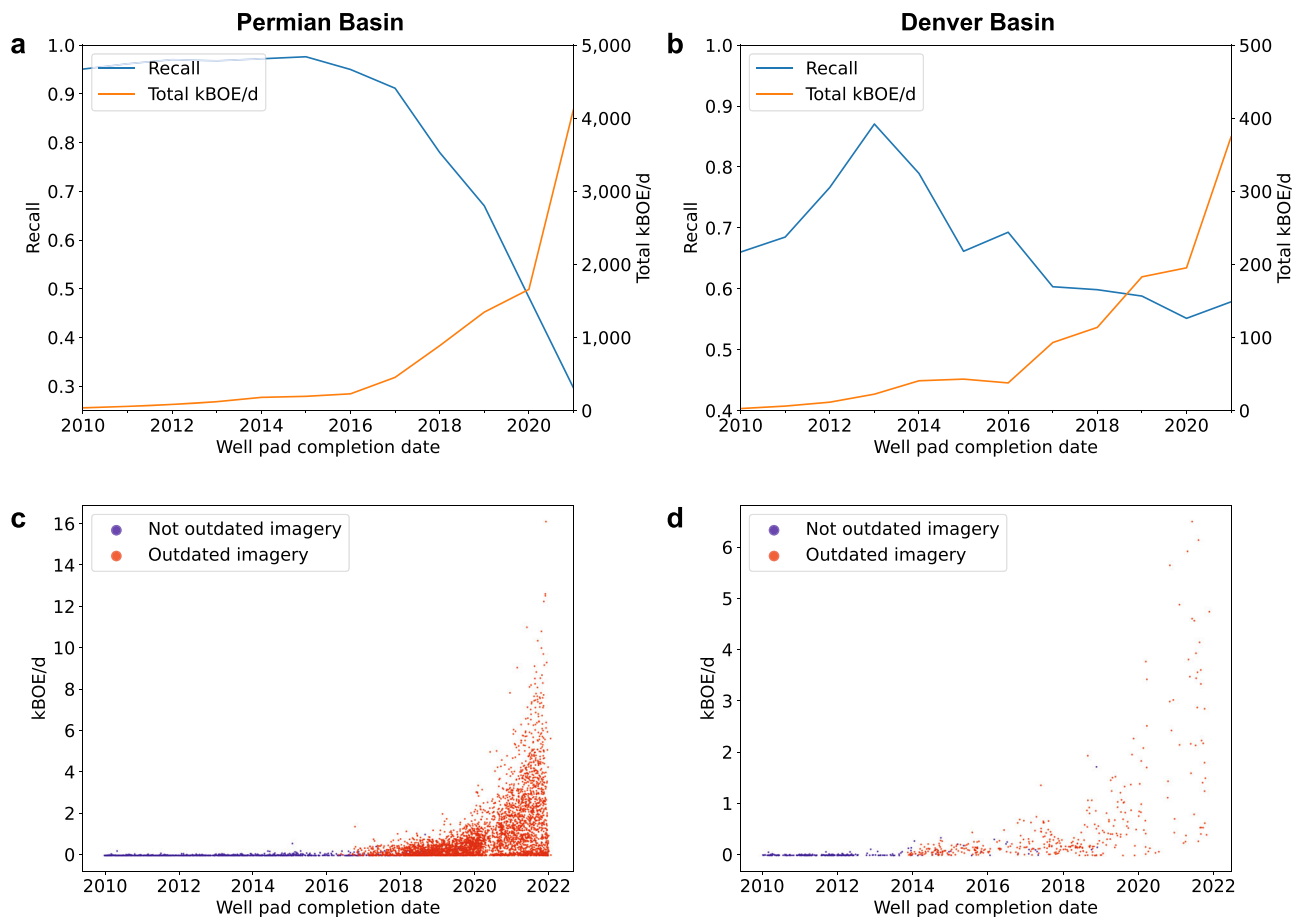 Permian Basin
Denver Basin
a
1.0
0.9
0.8
0.7
0.6
0.5
0.4
0.3
Recall
Recall
Total kBOE/d
5,000
4,000
3,000
2,000
1,000
0
Total kBOE/d
2010 2012 2014 2016 2018 2020
Well pad completion date
b
1.0
0.9
0.8
0.7
0.6
0.5
0.4
Recall
Recall
Total kBOE/d
500
400
300
200
100
0
Total kBOE/d
2010 2012 2014 2016 2018 2020
Well pad completion date
c
16
14
12
10
8
6
4
2
0
kBOE/d
Not outdated imagery
Outdated imagery
2010 2012 2014 2016 2018 2020 2022
Well pad completion date
d
6
5
4
3
2
1
0
kBOE/d
Not outdated imagery
Outdated imagery
2010 2012 2014 2016 2018 2020 2022
Well pad completion date